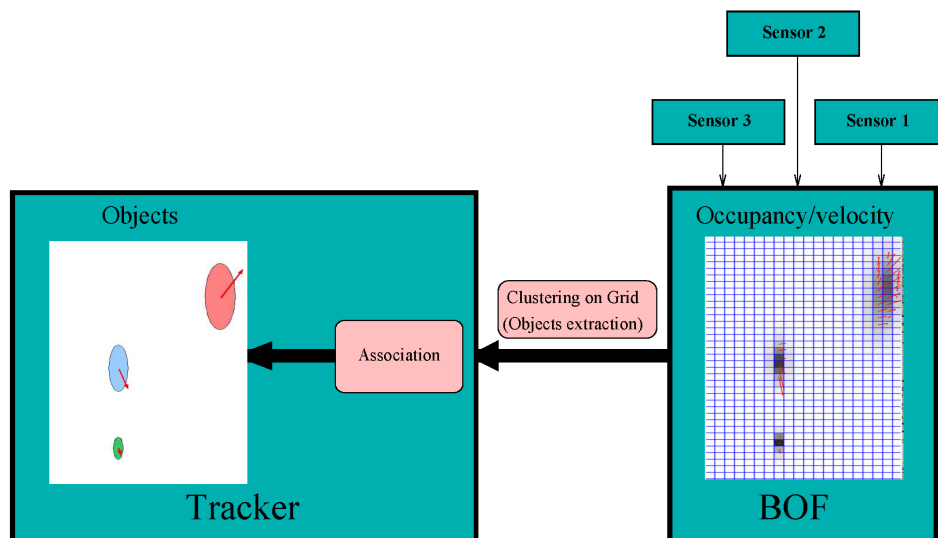 Sensor 2
Sensor 3
Sensor 1
Objects
Occupancy/velocity
Clustering on Grid
(Objects extraction)
Association
Tracker
BOF